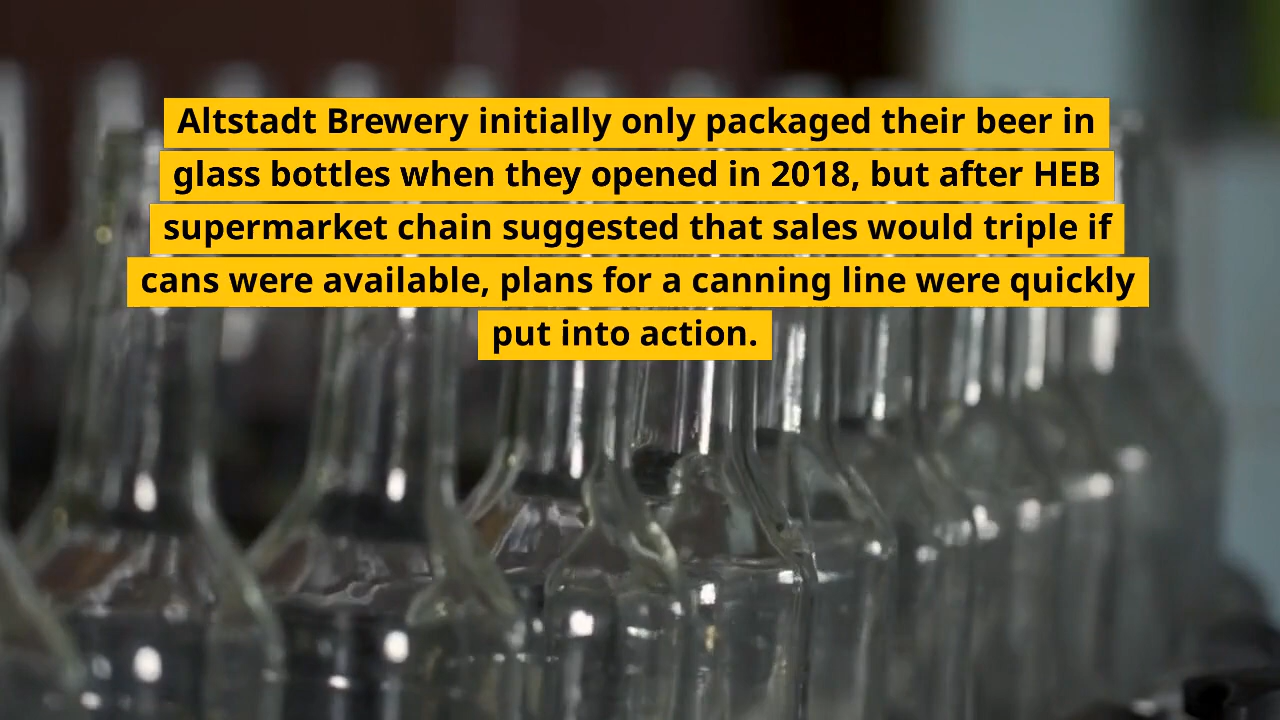 Altstadt Brewery initially only packaged their beer in
glass bottles when they opened in 2018, but after HEB
supermarket chain suggested that sales would triple if
cans were available, plans for a canning line were quickly
put into action.